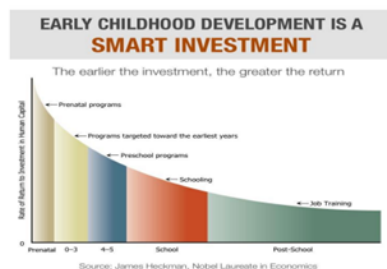 EARLY CHILDHOOD DEVELOPMENT IS A
SMART INVESTMENT
The earlier the investment, the greater the return
Prenatal programs
Programs targeted toward the earliest years
Preschool programs
Schooling
Job Training
Rate of Return to Investment in Human Capital
0
Prenatal 0-3 4-5 School Post-School
Source: James Heckman, Nobel Laureate in Economics